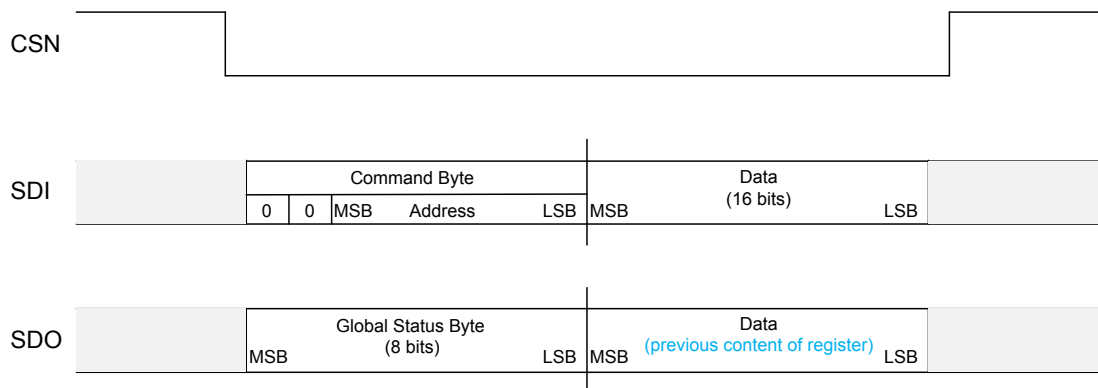 CSN
SDI
Command Byte
0 0 MSB Address LSB
Data
(16 bits)
MSB LSB
SDO
Global Status Byte
(8 bits)
MSB LSB
Data
(previous content of register)
MSB LSB